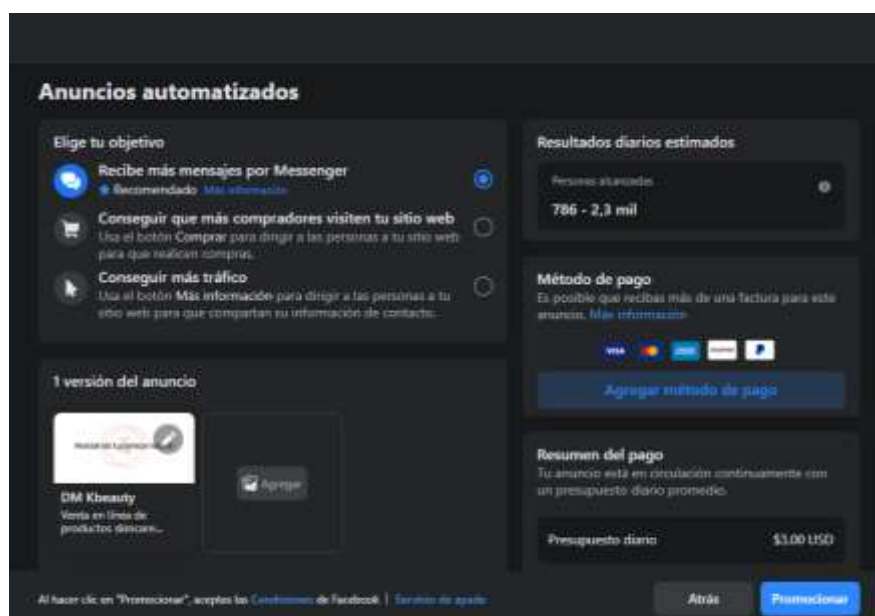 Anuncios automatizados
Elige tu objetivo
Recibe más mensajes por Messenger
Recomendado Más información
Conseguir que más compradores visiten tu sitio web
Usa el botón Comprar para dirigir a las personas a tu sitio web
para que realicen compras.
Conseguir más tráfico
Usa el botón Más información para dirigir a las personas a tu
sitio web para que compartan su información de contacto.
1 versión del anuncio
DM Kbeauty
Venta en línea de
productos skincare...
Agregar
Resultados diarios estimados
Personas alcanzadas
786 - 2,3 mil
Método de pago
Es posible que recibas más de una factura para este
anuncio. Más información
VISA
Agregar método de pago
Resumen del pago
Tu anuncio está en circulación continuamente con
un presupuesto diario promedio.
Presupuesto diario $3.00 USD
Al hacer clic en "Promocionar", aceptas las Condiciones de Facebook | Servicio de ayuda
Atrás
Promocionar